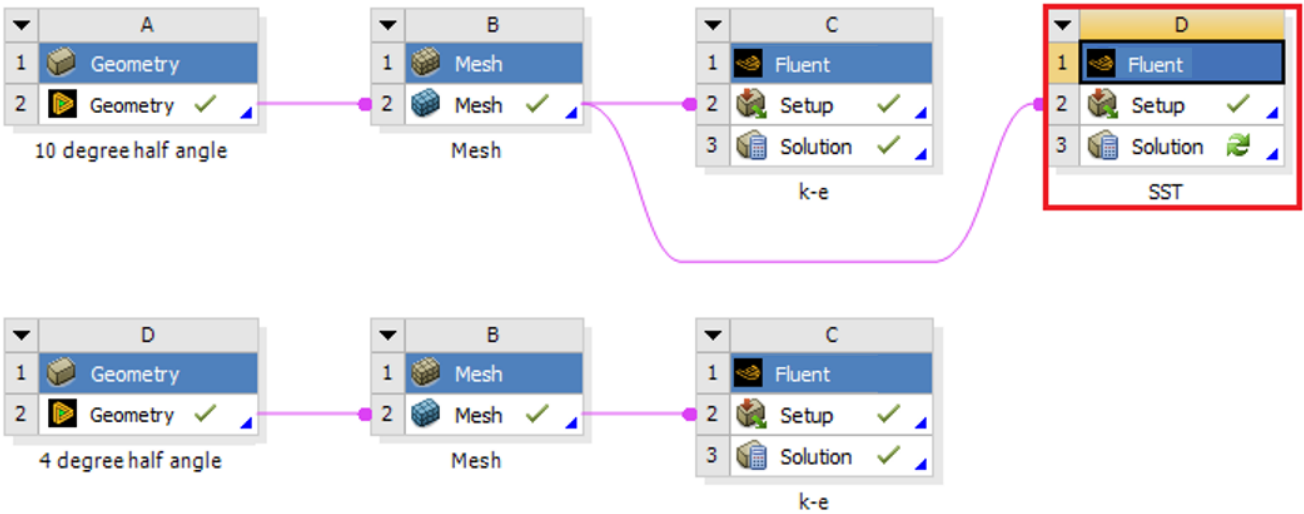 A
1 Geometry
2 Geometry
10 degree half angle
B
1 Mesh
2 Mesh
Mesh
C
1 Fluent
2 Setup
3 Solution
k-e
D
1 Fluent
2 Setup
3 Solution
SST
D
1 Geometry
2 Geometry
4 degree half angle
B
1 Mesh
2 Mesh
Mesh
C
1 Fluent
2 Setup
3 Solution
k-e